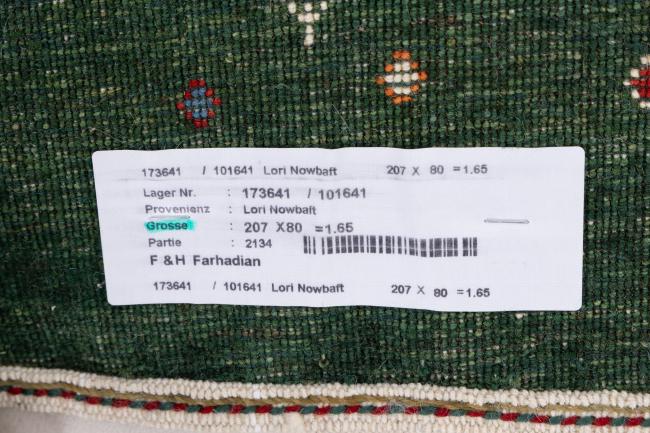 173641 / 101641 Lori Nowbaft 207 X 80 =1.65
Lager Nr. : 173641 / 101641
Provenienz : Lori Nowbaft
Grosse : 207 X80 =1.65
Partie : 2134
F &H Farhadian
173641 / 101641 Lori Nowbaft 207 X 80 =1.65